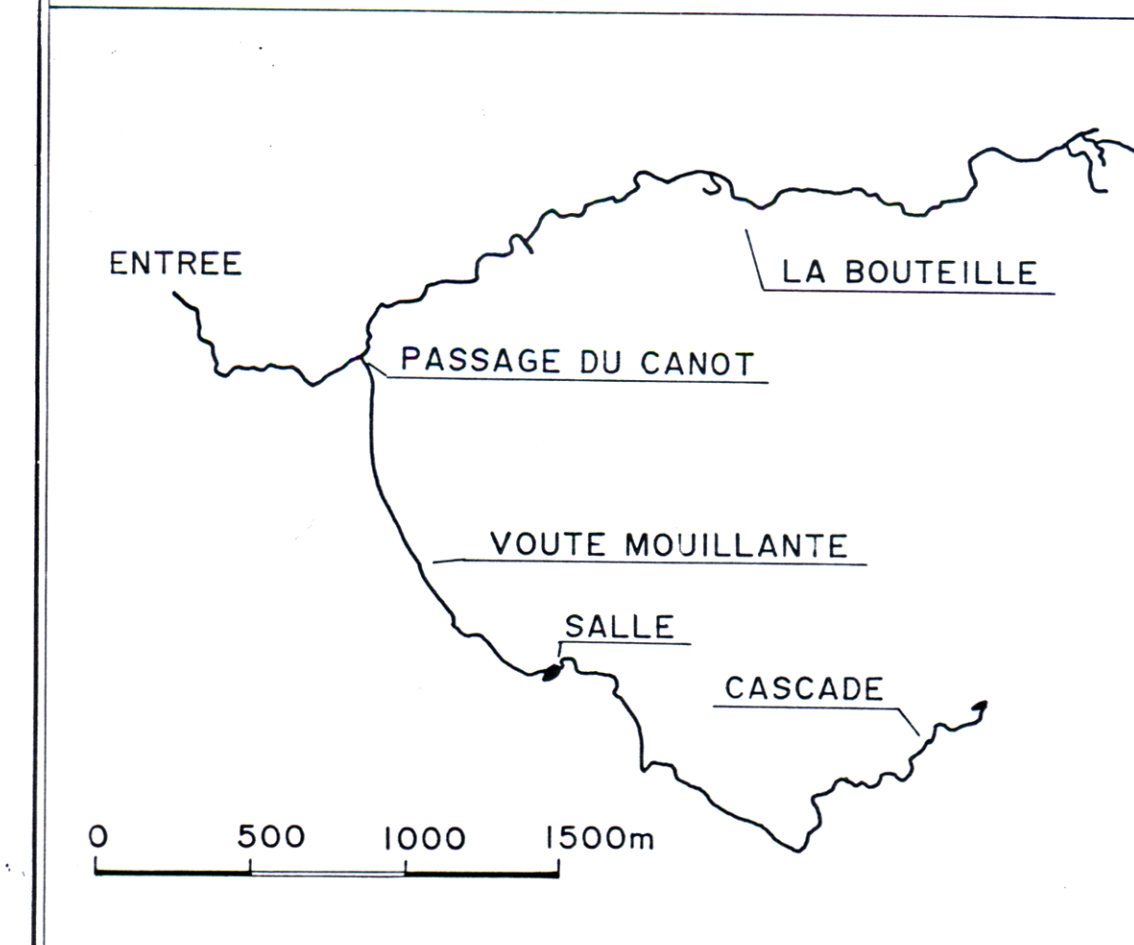 ENTREE
LA BOUTEILLE
PASSAGE DU CANOT
VOUTE MOUILLANTE
SALLE
CASCADE
0 500 1000 1500m